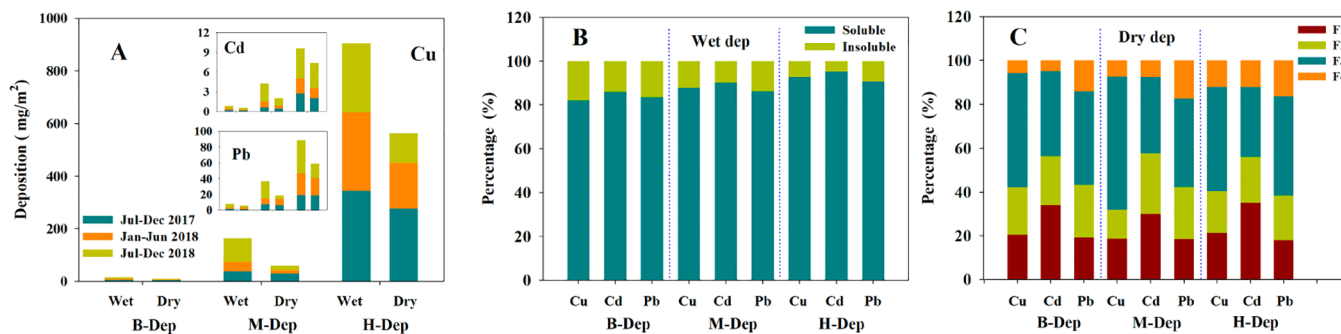 A
Deposition ( mg/m²)
1000
800
600
400
200
0
Cd
12
9
6
3
0
Pb
100
80
60
40
20
0
Cu
Jul-Dec 2017
Jan-Jun 2018
Jul-Dec 2018
Wet Dry Wet Dry Wet Dry
B-Dep M-Dep H-Dep
B
Wet dep
Soluble
Insoluble
Percentage (%)
120
100
80
60
40
20
0
Cu Cd Pb Cu Cd Pb Cu Cd Pb
B-Dep M-Dep H-Dep
C
Dry dep
F
F
F
F
Percentage (%)
120
100
80
60
40
20
0
Cu Cd Pb Cu Cd Pb Cu Cd Pb
B-Dep M-Dep H-Dep